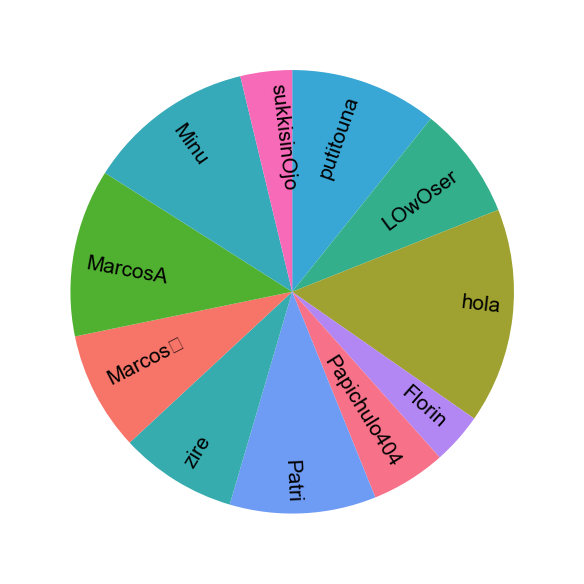 putitouna
LOwOser
hola
Florin
Papichulo404
Patri
zire
Marcos▯
MarcosA
Minu
sukkisinOjo